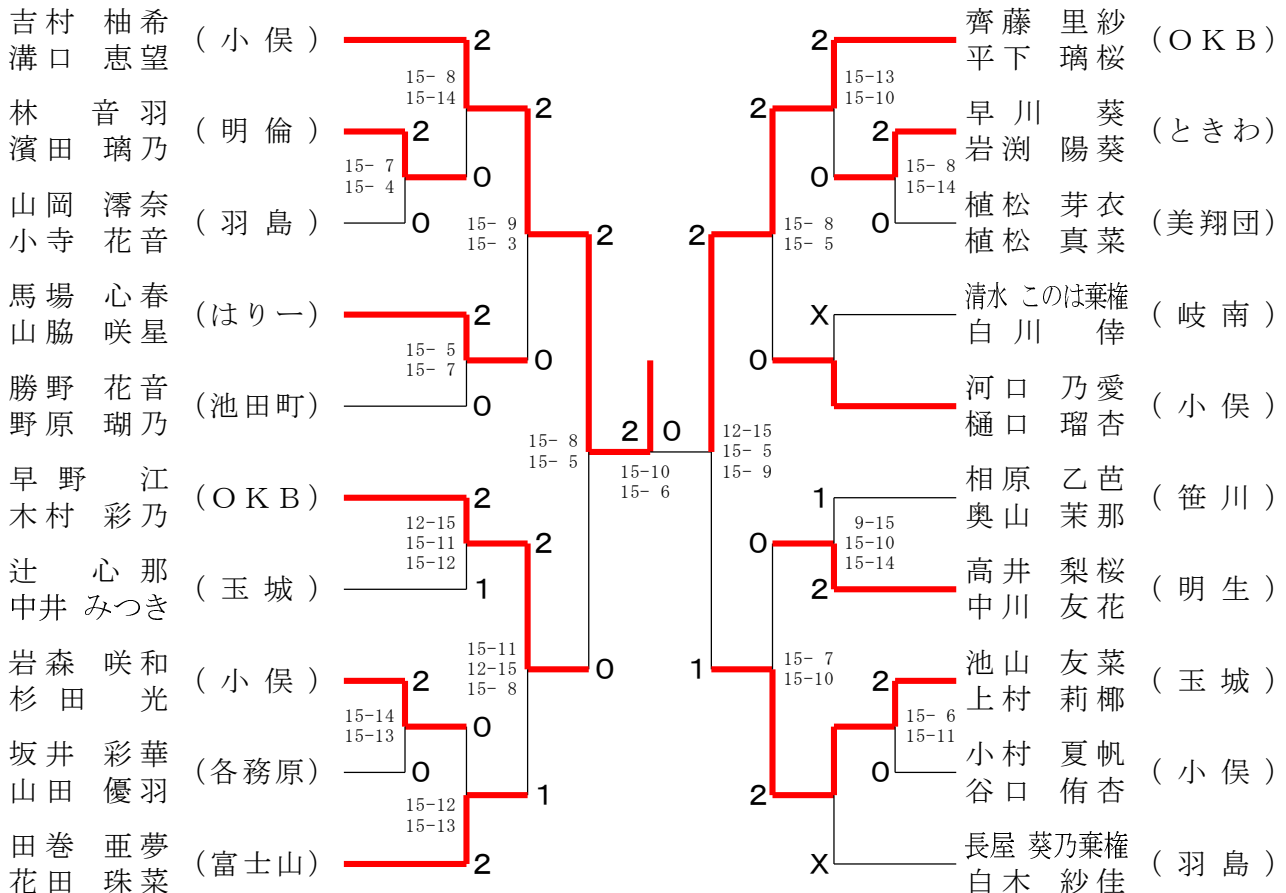 吉村 柚希
溝口 恵望
(小俣)
2
15- 8
15-14
林 音羽
濱田 璃乃
(明倫)
2
15- 7
15- 4
0
2
山岡 澪奈
小寺 花音
(羽島)
0
15- 9
15- 3
2
馬場 心春
山脇 咲星
(はりー)
2
15- 5
15- 7
0
勝野 花音
野原 瑚乃
(池田町)
0
15- 8
15- 5
早野 江
木村 彩乃
(OKB)
2
12-15
15-11
15-12
2
辻 心那
中井 みつき
(玉城)
1
15-11
12-15
15- 8
0
岩森 咲和
杉田 光
(小俣)
2
15-14
15-13
0
坂井 彩華
山田 優羽
(各務原)
0
15-12
15-13
1
田巻 亜夢
花田 珠菜
(富士山)
2
2 0
15-10
15- 6
齊藤 里紗
平下 璃桜
(OKB)
2
15-13
15-10
2
早川 葵
岩渕 陽葵
(ときわ)
2
15- 8
15-14
0
植松 芽衣
植松 真菜
(美翔団)
0
15- 8
15- 5
2
清水 このは棄権
白川 倖
(岐南)
X
0
河口 乃愛
樋口 瑠杏
(小俣)
12-15
15- 5
15- 9
相原 乙芭
奥山 茉那
(笹川)
1
9-15
15-10
15-14
0
高井 梨桜
中川 友花
(明生)
2
15- 7
15-10
1
池山 友菜
上村 莉椰
(玉城)
2
15- 6
15-11
小村 夏帆
谷口 侑杏
(小俣)
0
2
長屋 葵乃棄権
白木 紗佳
(羽島)
X